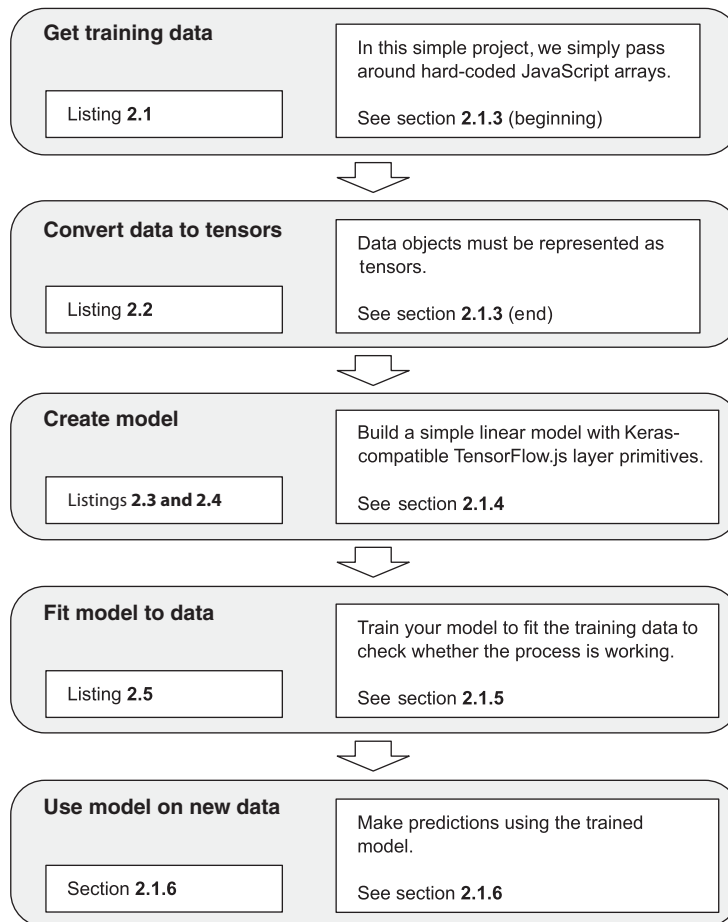 Get training data
Listing 2.1
In this simple project, we simply pass
around hard-coded JavaScript arrays.
See section 2.1.3 (beginning)
Convert data to tensors
Listing 2.2
Data objects must be represented as
tensors.
See section 2.1.3 (end)
Create model
Listings 2.3 and 2.4
Build a simple linear model with Keras-
compatible TensorFlow.js layer primitives.
See section 2.1.4
Fit model to data
Listing 2.5
Train your model to fit the training data to
check whether the process is working.
See section 2.1.5
Use model on new data
Section 2.1.6
Make predictions using the trained
model.
See section 2.1.6